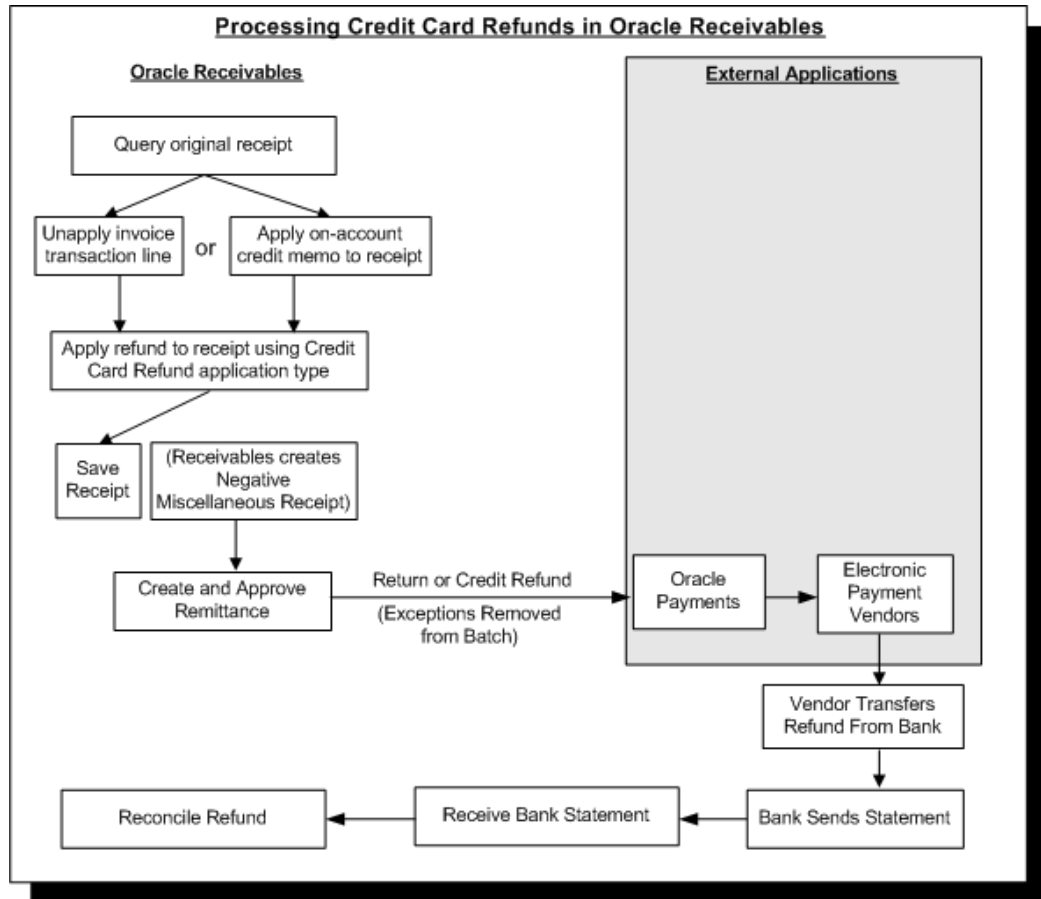 Processing Credit Card Refunds in Oracle Receivables
Oracle Receivables
External Applications
Query original receipt
Unapply invoice
transaction line
or
Apply on-account
credit memo to receipt
Apply refund to receipt using Credit
Card Refund application type
Save
Receipt
(Receivables creates
Negative
Miscellaneous Receipt)
Create and Approve
Remittance
Return or Credit Refund
(Exceptions Removed
from Batch)
Oracle
Payments
Electronic
Payment
Vendors
Vendor Transfers
Refund From Bank
Bank Sends Statement
Receive Bank Statement
Reconcile Refund